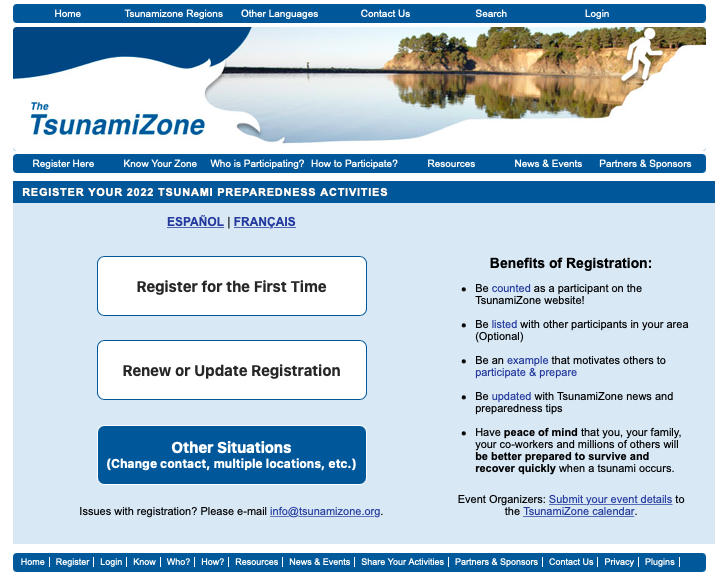 Home Tsunamizone Regions Other Languages Contact Us Search Login
The
TsunamiZone
Register Here Know Your Zone Who is Participating? How to Participate? Resources News & Events Partners & Sponsors
REGISTER YOUR 2022 TSUNAMI PREPAREDNESS ACTIVITIES
ESPAÑOL | FRANÇAIS
Register for the First Time
Renew or Update Registration
Other Situations
(Change contact, multiple locations, etc.)
Issues with registration? Please e-mail info@tsunamizone.org.
Benefits of Registration:
• Be counted as a participant on the
TsunamiZone website!
• Be listed with other participants in your area
(Optional)
• Be an example that motivates others to
participate & prepare
• Be updated with TsunamiZone news and
preparedness tips
• Have peace of mind that you, your family,
your co-workers and millions of others will
be better prepared to survive and
recover quickly when a tsunami occurs.
Event Organizers: Submit your event details to
the TsunamiZone calendar.
Home | Register | Login | Know | Who? | How? | Resources | News & Events | Share Your Activities | Partners & Sponsors | Contact Us | Privacy | Plugins |